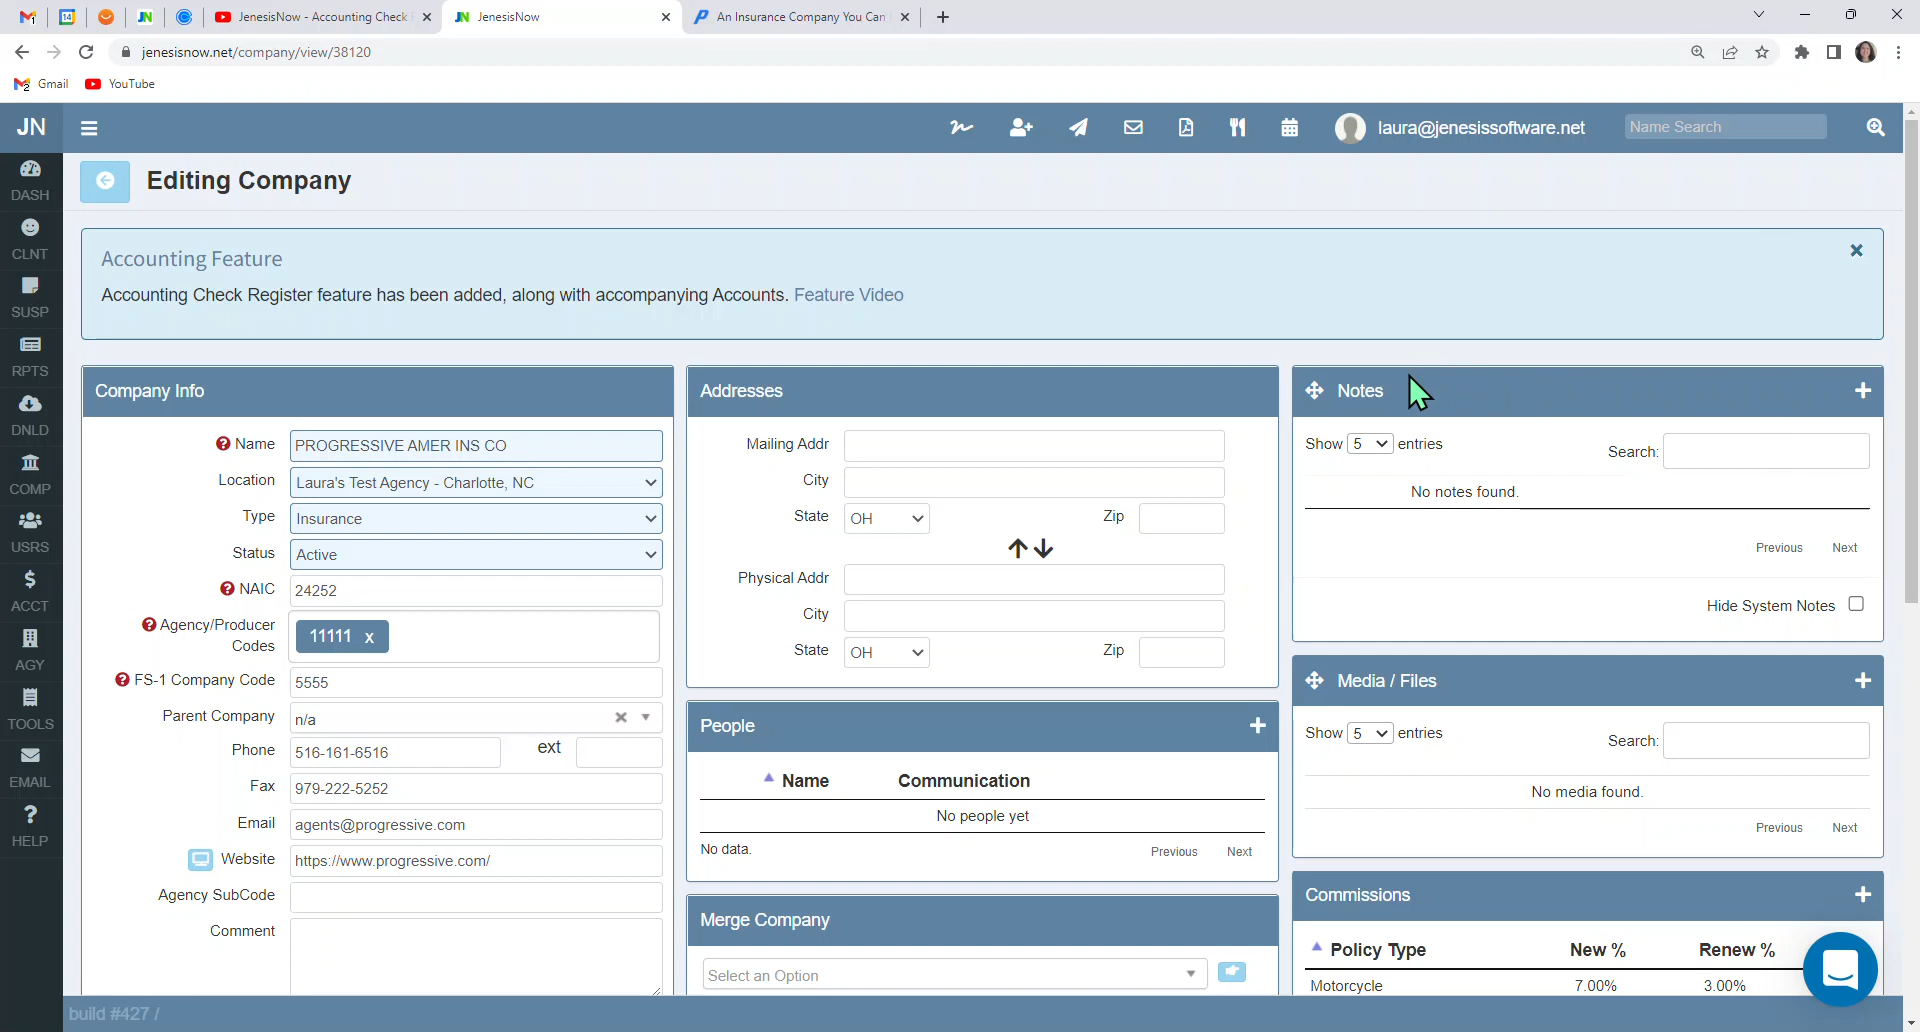 JenesisNow - Accounting Check
JenesisNow
An Insurance Company You Can
jenesisnow.net/company/view/38120
Gmail
YouTube
JN
laura@jenesissoftware.net
Name Search
DASH
CLNT
SUSP
RPTS
DNLD
COMP
USRS
ACCT
AGY
TOOLS
EMAIL
HELP
Editing Company
Accounting Feature
Accounting Check Register feature has been added, along with accompanying Accounts. Feature Video
Company Info
Name PROGRESSIVE AMER INS CO
Location Laura's Test Agency - Charlotte, NC
Type Insurance
Status Active
NAIC 24252
Agency/Producer
Codes
11111 x
FS-1 Company Code 5555
Parent Company n/a
Phone 516-161-6516 ext
Fax 979-222-5252
Email agents@progressive.com
Website https://www.progressive.com/
Agency SubCode
Comment
Addresses
Mailing Addr
City
State OH Zip
Physical Addr
City
State OH Zip
People
Name Communication
No people yet
No data. Previous Next
Merge Company
Select an Option
Notes
Show 5 entries Search:
No notes found.
Previous Next
Hide System Notes
Media / Files
Show 5 entries Search:
No media found.
Previous Next
Commissions
Policy Type New % Renew %
Motorcycle 7.00% 3.00%
build #427 /